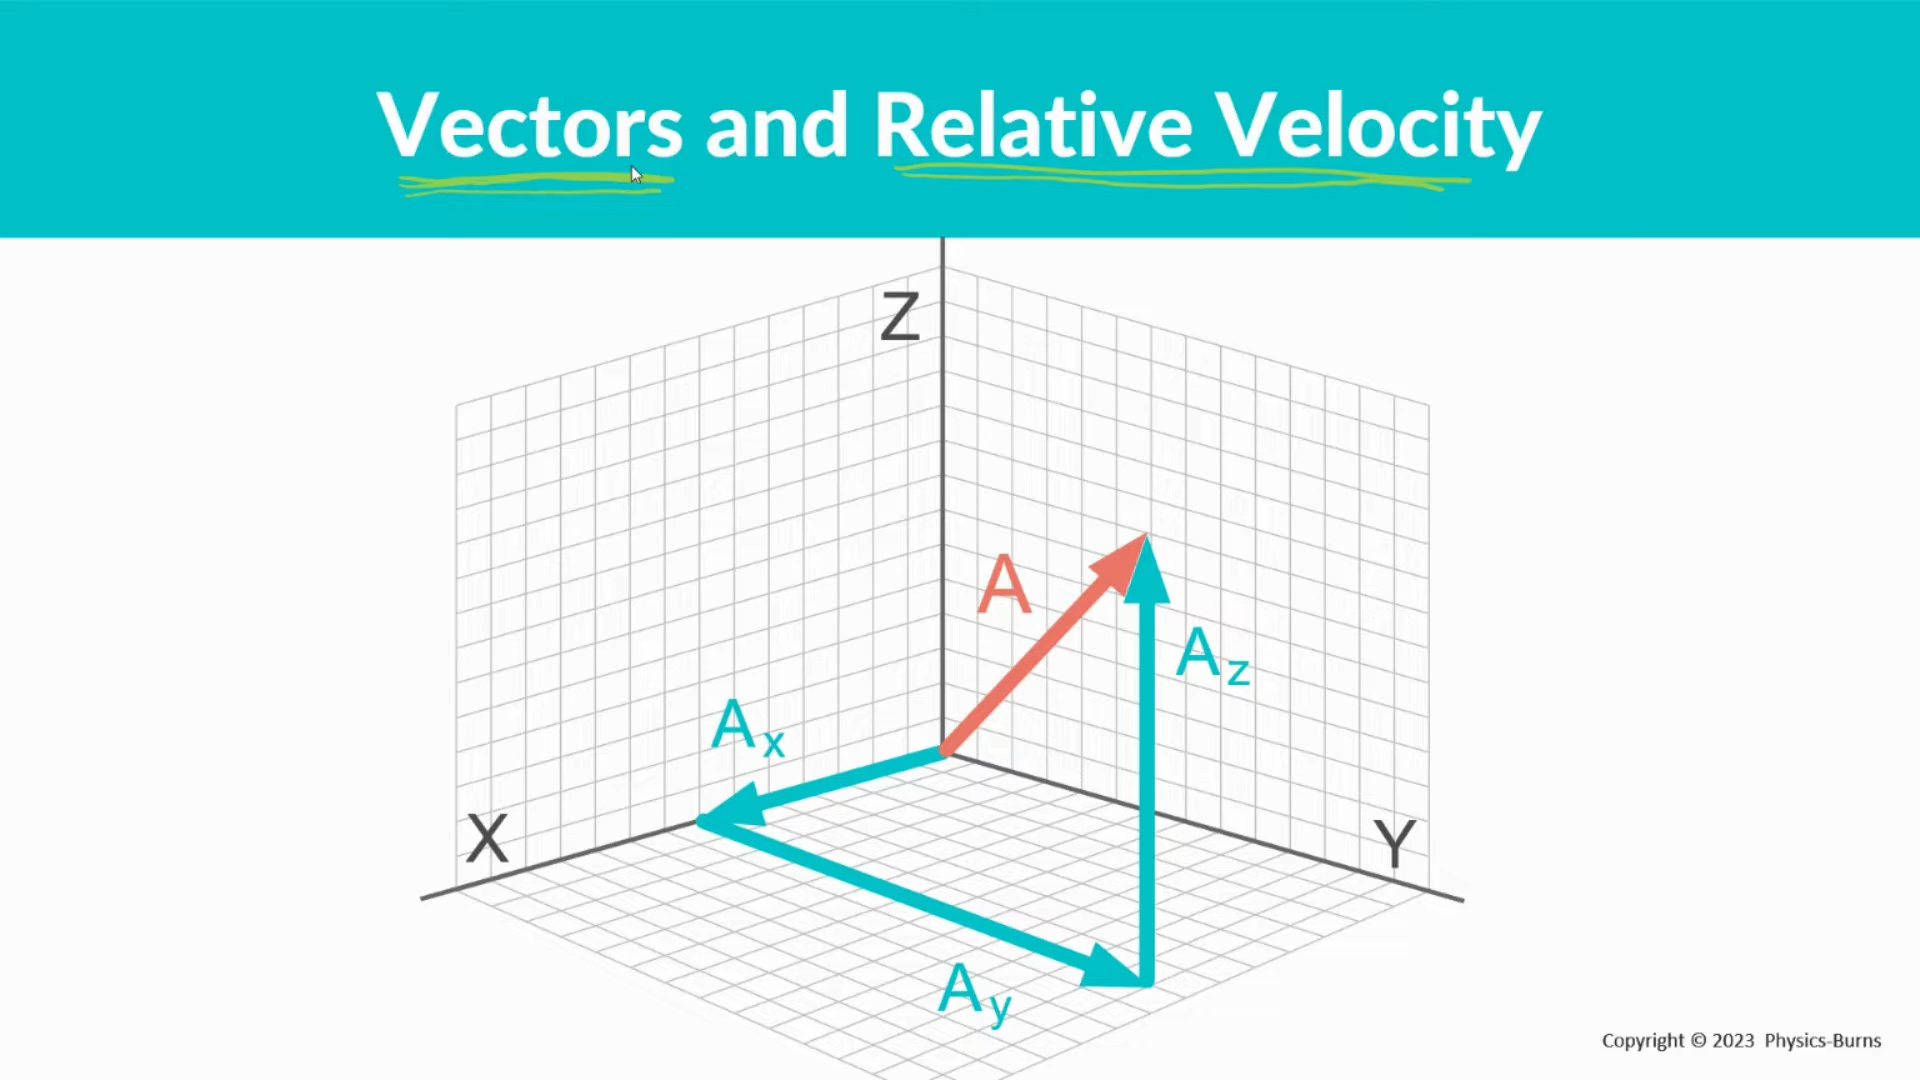 Vectors and Relative Velocity
Z
A
Az
Ax
X
Y
Ay
Copyright © 2023 Physics-Burns